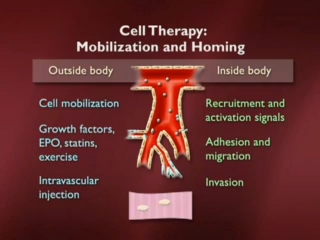 Cell Therapy:
Mobilization and Homing
Outside body
Inside body
Cell mobilization
Growth factors,
EPO, statins,
exercise
Intravascular
injection
Recruitment and
activation signals
Adhesion and
migration
Invasion